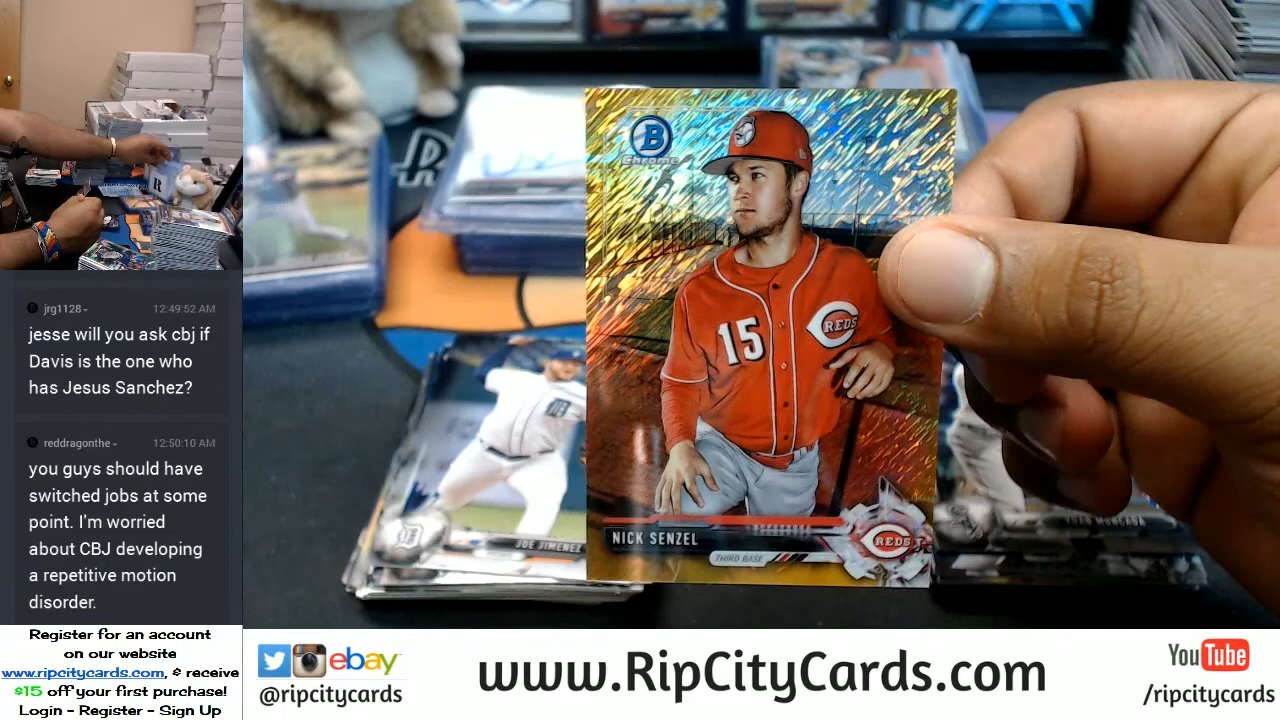 jrg1128
12:49:52 AM
jesse will you ask cbj if
Davis is the one who
has Jesus Sanchez?
reddragonthe
12:50:10 AM
you guys should have
switched jobs at some
point. I'm worried
about CBJ developing
a repetitive motion
disorder.
Register for an account
on our website
www.ripcitycards.com, & receive
$15 off your first purchase!
Login - Register - Sign Up
B
Chrome
15
REDS
NICK SENZEL
THIRD BASE
REDS
JOE JIMENEZ
YOAN MONCADA
ebay
@ripcitycards
www.RipCityCards.com
YouTube
/ripcitycards